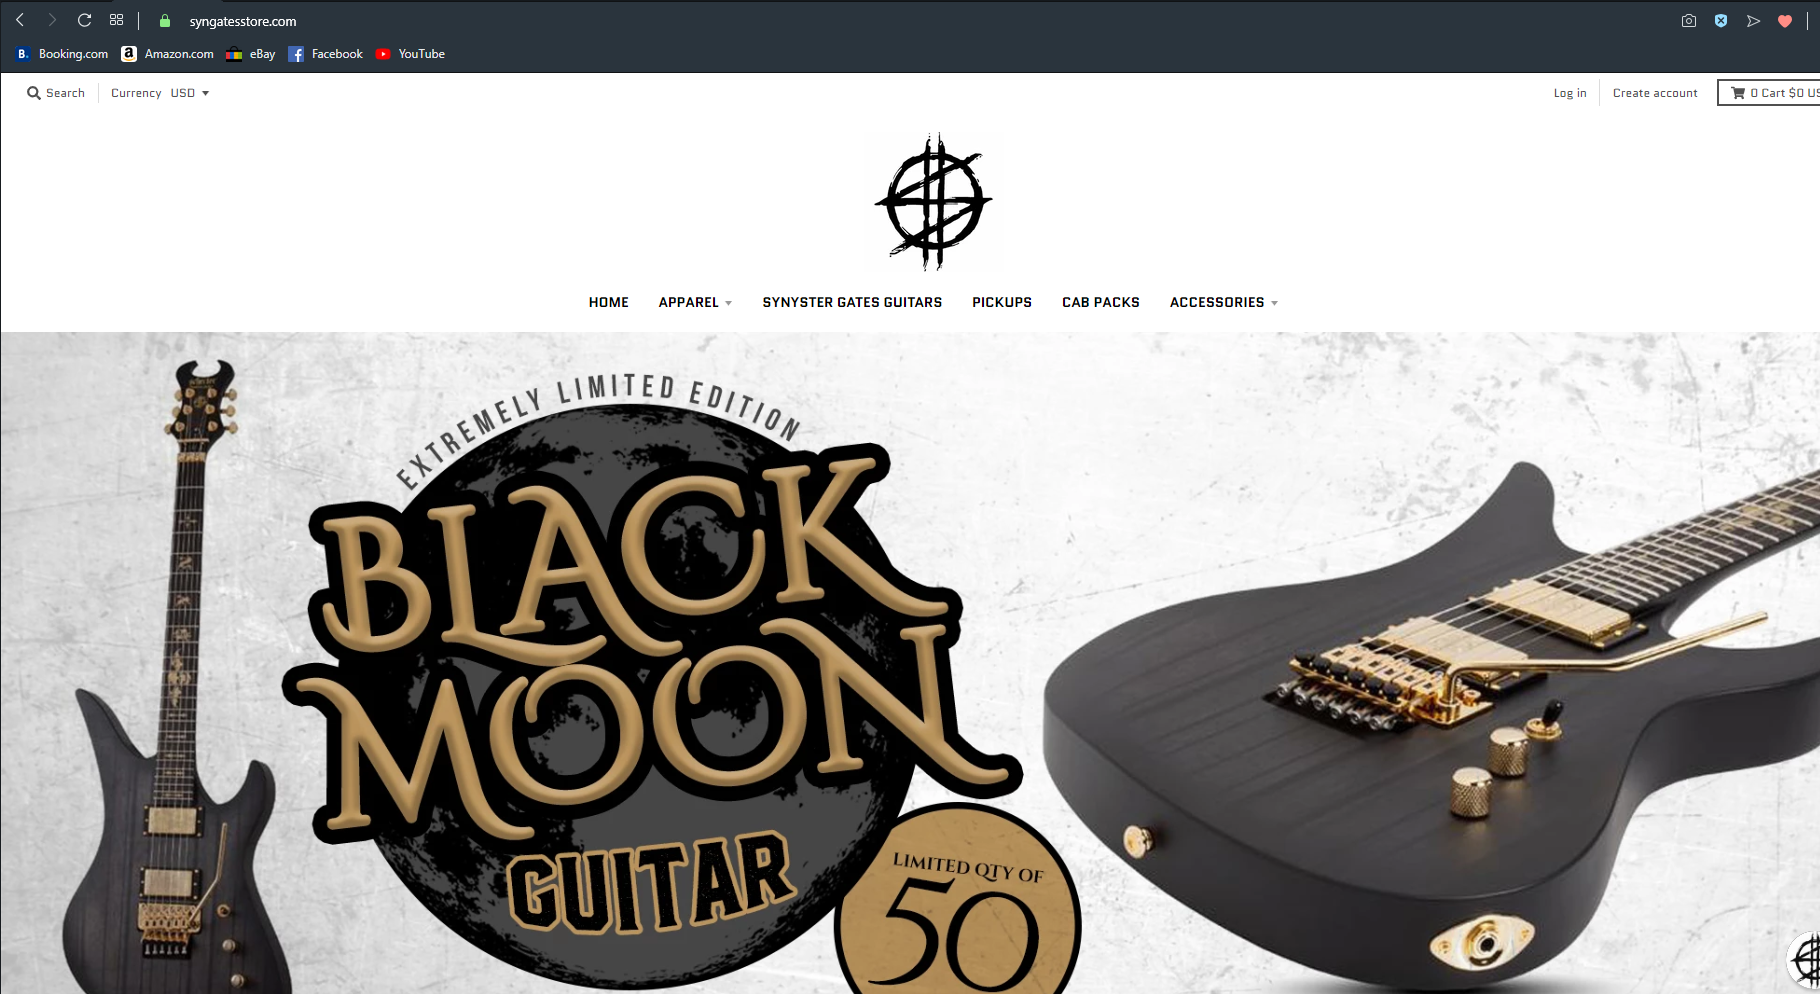 syngatesstore.com
Booking.com Amazon.com eBay Facebook YouTube
Search Currency USD Log in Create account 0 Cart $0 US
HOME APPAREL SYNYSTER GATES GUITARS PICKUPS CAB PACKS ACCESSORIES
EXTREMELY LIMITED EDITION
BLACK
MOON
GUITAR
LIMITED QTY OF
50